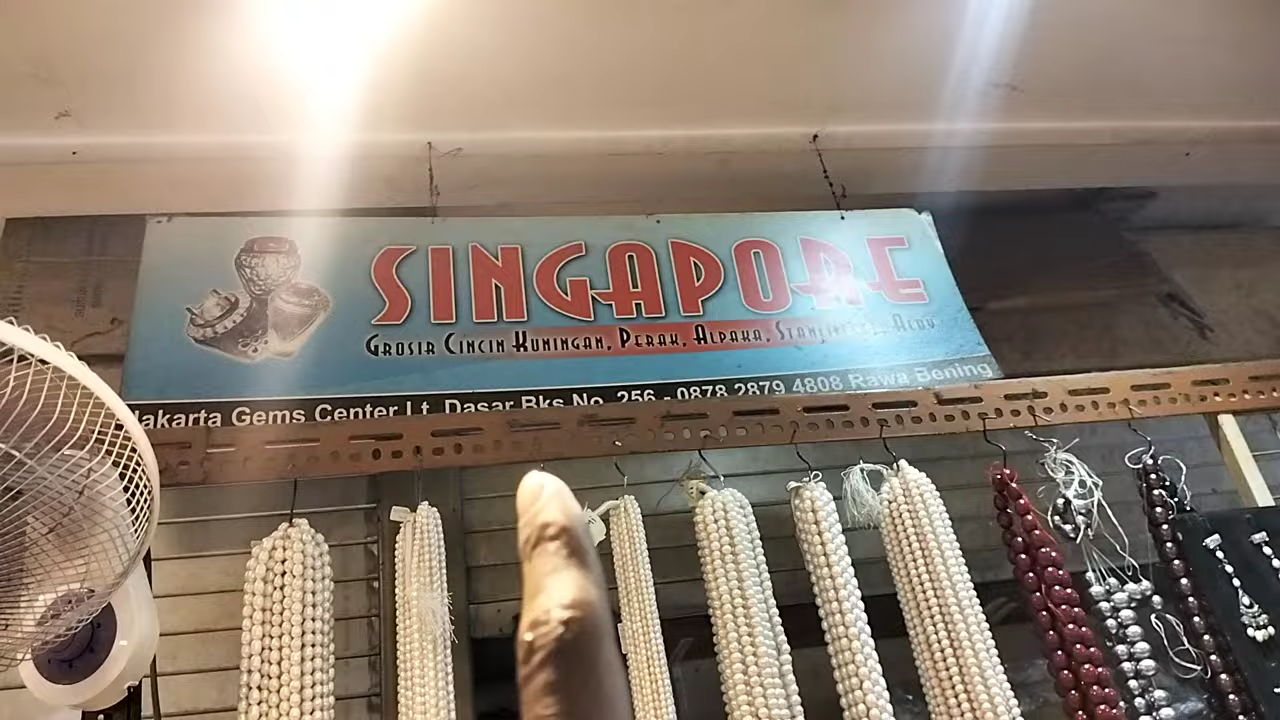 SINGAPORE
GROSIR CINCIN KUNINGAN, PERAK, ALPAKA,
Jakarta Gems Center Lt. Dasar Bks No. 256 - 0878 2879 4808 Rawa Bening